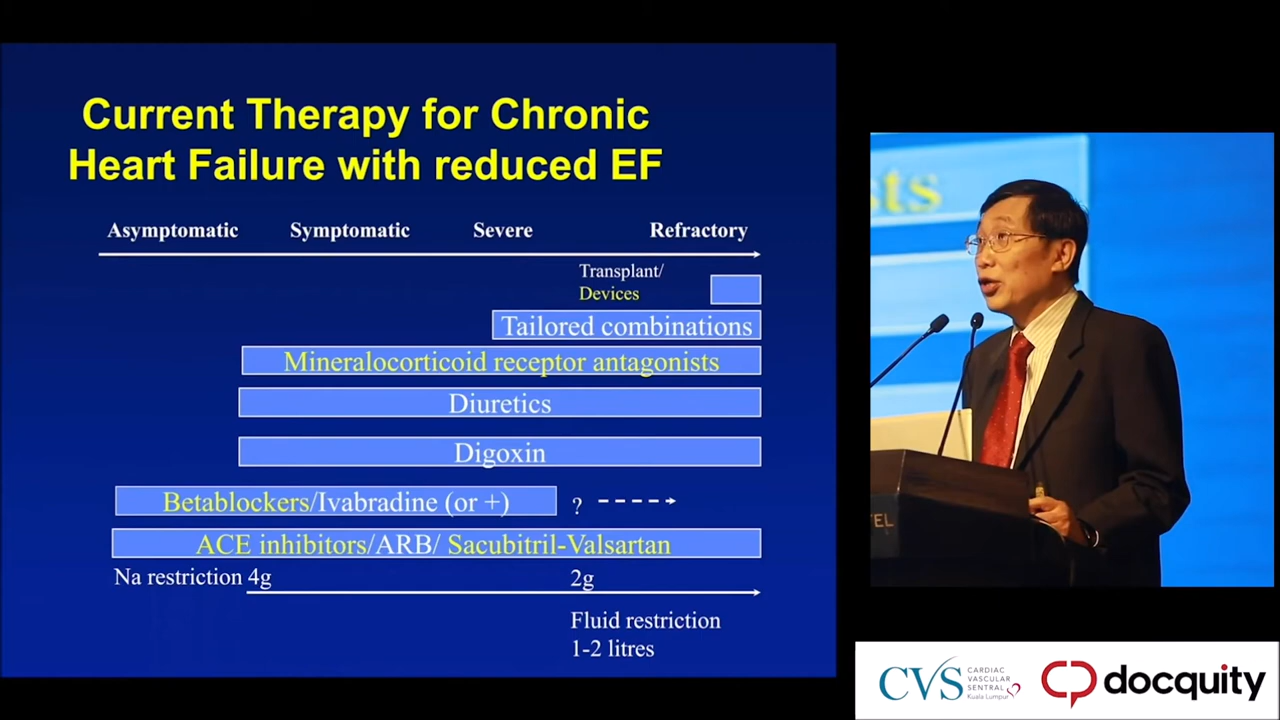 Current Therapy for Chronic
Heart Failure with reduced EF
Asymptomatic Symptomatic Severe Refractory
Transplant/
Devices
Tailored combinations
Mineralocorticoid receptor antagonists
Diuretics
Digoxin
Betablockers/Ivabradine (or +) ?
ACE inhibitors/ARB/ Sacubitril-Valsartan
Na restriction 4g 2g
Fluid restriction
1-2 litres
sts
TEL
CVS
CARDIAC
VASCULAR
SENTRAL
Kuala Lumpur
docquity